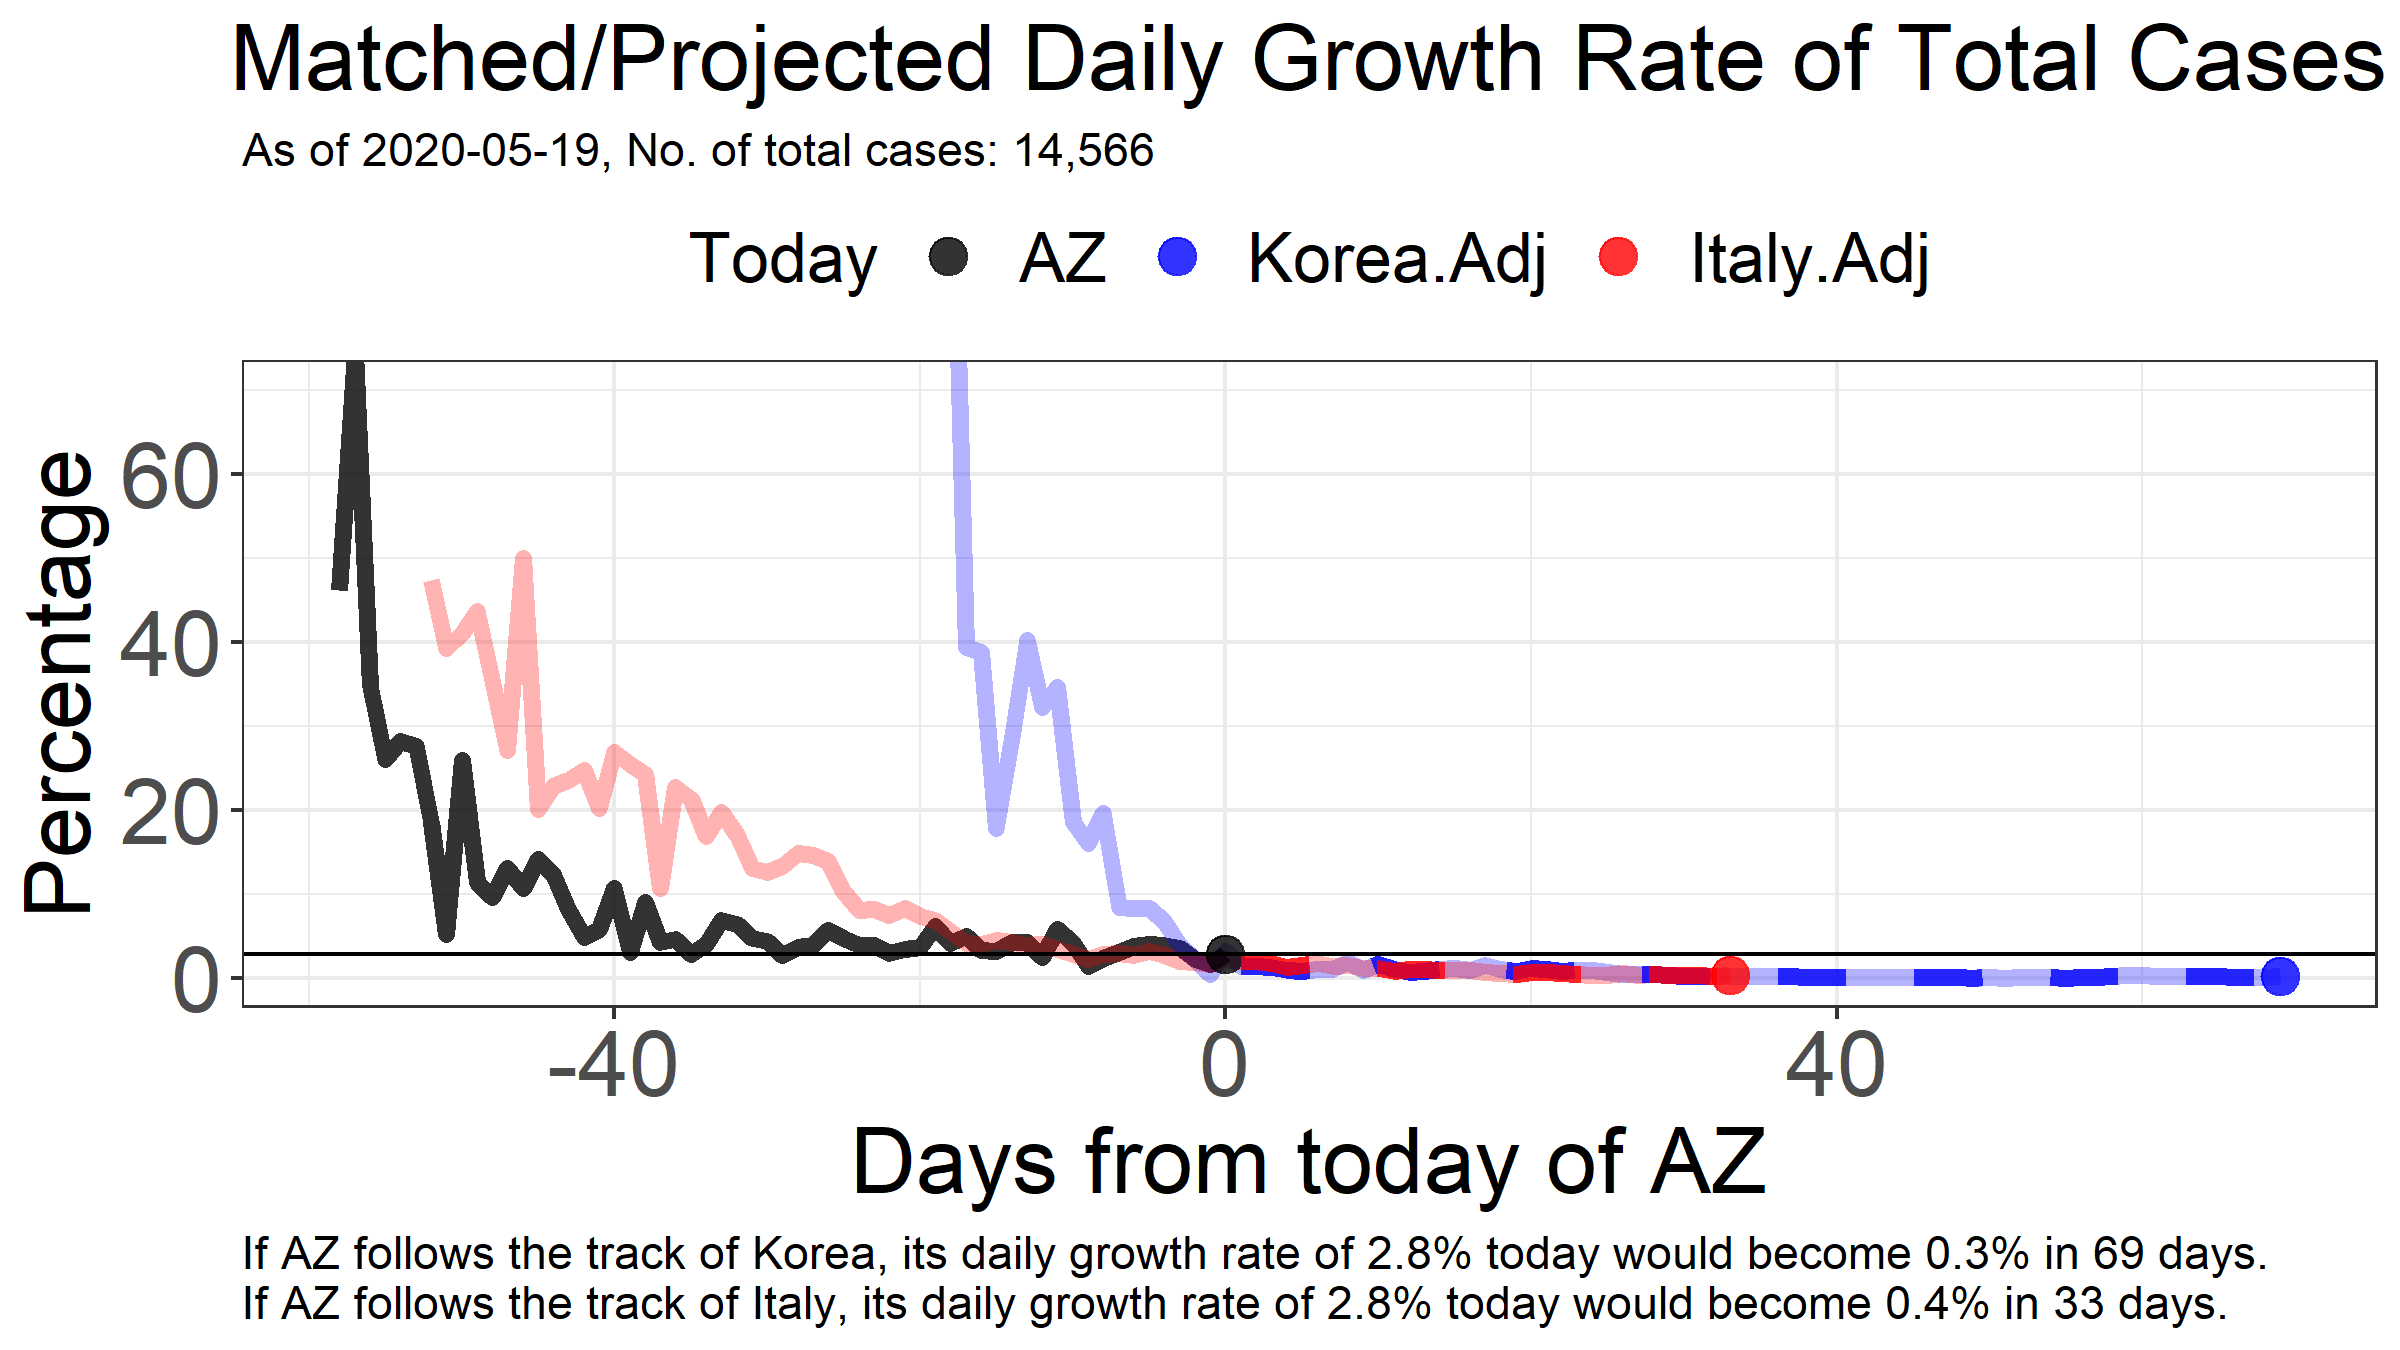 Matched/Projected Daily Growth Rate of Total Cases
As of 2020-05-19, No. of total cases: 14,566
Today AZ Korea.Adj Italy.Adj
Percentage
60
40
20
0
-40 0 40
Days from today of AZ
If AZ follows the track of Korea, its daily growth rate of 2.8% today would become 0.3% in 69 days.
If AZ follows the track of Italy, its daily growth rate of 2.8% today would become 0.4% in 33 days.